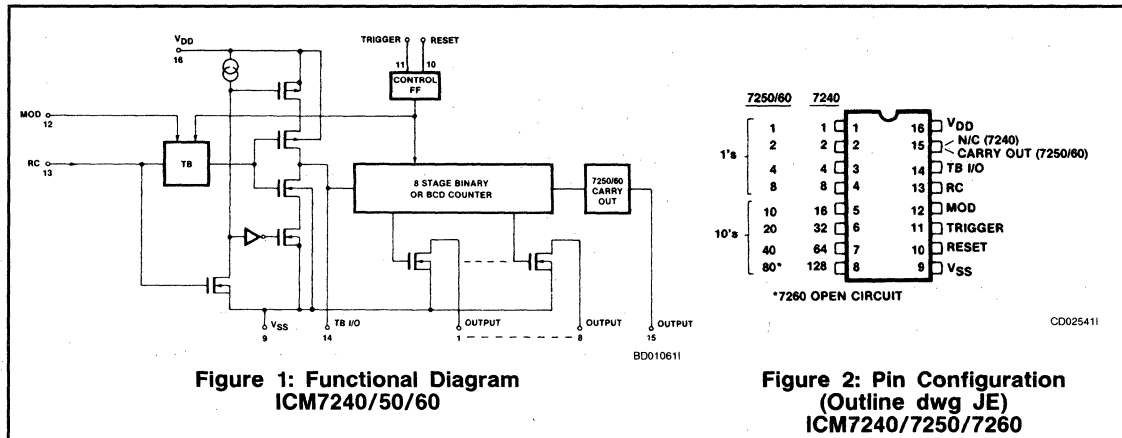 VDD
16
TRIGGER
RESET
11
10
CONTROL
FF
MOD
12
RC
13
TB
8 STAGE BINARY
OR BCD COUNTER
7250/60
CARRY
OUT
VSS
9
TB I/O
14
OUTPUT
1
OUTPUT
8
OUTPUT
15
BD01061I
Figure 1: Functional Diagram
ICM7240/50/60
7250/60 7240
1's
1 1 1 16 VDD
2 2 2 15 N/C (7240)
CARRY OUT (7250/60)
4 4 3 14 TB I/O
8 8 4 13 RC
10's
10 16 5 12 MOD
20 32 6 11 TRIGGER
40 64 7 10 RESET
80* 128 8 9 VSS
*7260 OPEN CIRCUIT
CD02541I
Figure 2: Pin Configuration
(Outline dwg JE)
ICM7240/7250/7260